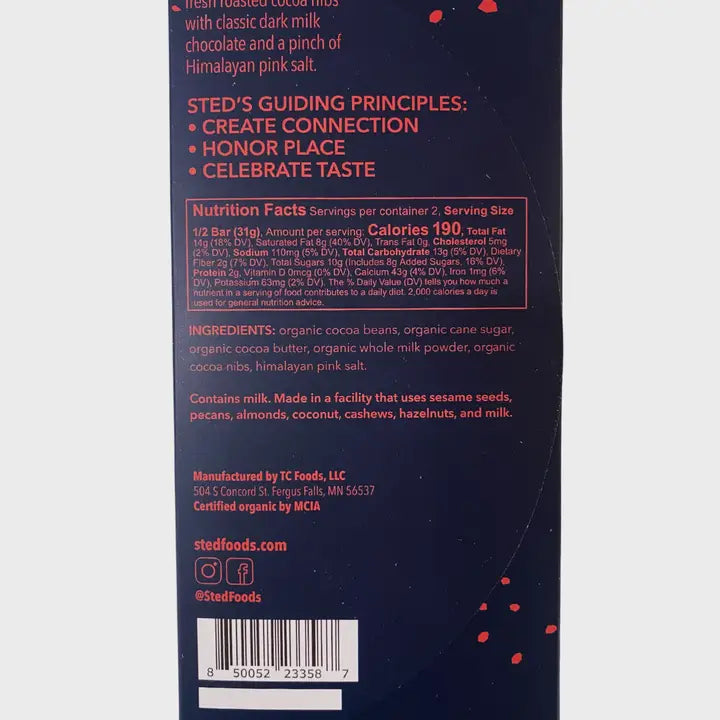 fresh roasted cocoa nibs
with classic dark milk
chocolate and a pinch of
Himalayan pink salt.
STED'S GUIDING PRINCIPLES:
• CREATE CONNECTION
• HONOR PLACE
• CELEBRATE TASTE
Nutrition Facts Servings per container 2, Serving Size
1/2 Bar (31g), Amount per serving: Calories 190, Total Fat
14g (18% DV), Saturated Fat 8g (40% DV), Trans Fat 0g, Cholesterol 5mg
(2% DV), Sodium 110mg (5% DV), Total Carbohydrate 13g (5% DV), Dietary
Fiber 2g (7% DV), Total Sugars 10g (Includes 8g Added Sugars, 16% DV),
Protein 2g, Vitamin D 0mcg (0% DV), Calcium 43g (4% DV), Iron 1mg (6%
DV), Potassium 63mg (2% DV). The % Daily Value (DV) tells you how much a
nutrient in a serving of food contributes to a daily diet. 2,000 calories a day is
used for general nutrition advice.
INGREDIENTS: organic cocoa beans, organic cane sugar,
organic cocoa butter, organic whole milk powder, organic
cocoa nibs, himalayan pink salt.
Contains milk. Made in a facility that uses sesame seeds,
pecans, almonds, coconut, cashews, hazelnuts, and milk.
Manufactured by TC Foods, LLC
504 S Concord St. Fergus Falls, MN 56537
Certified organic by MCIA
stedfoods.com
@StedFoods
8 50052 23358 7